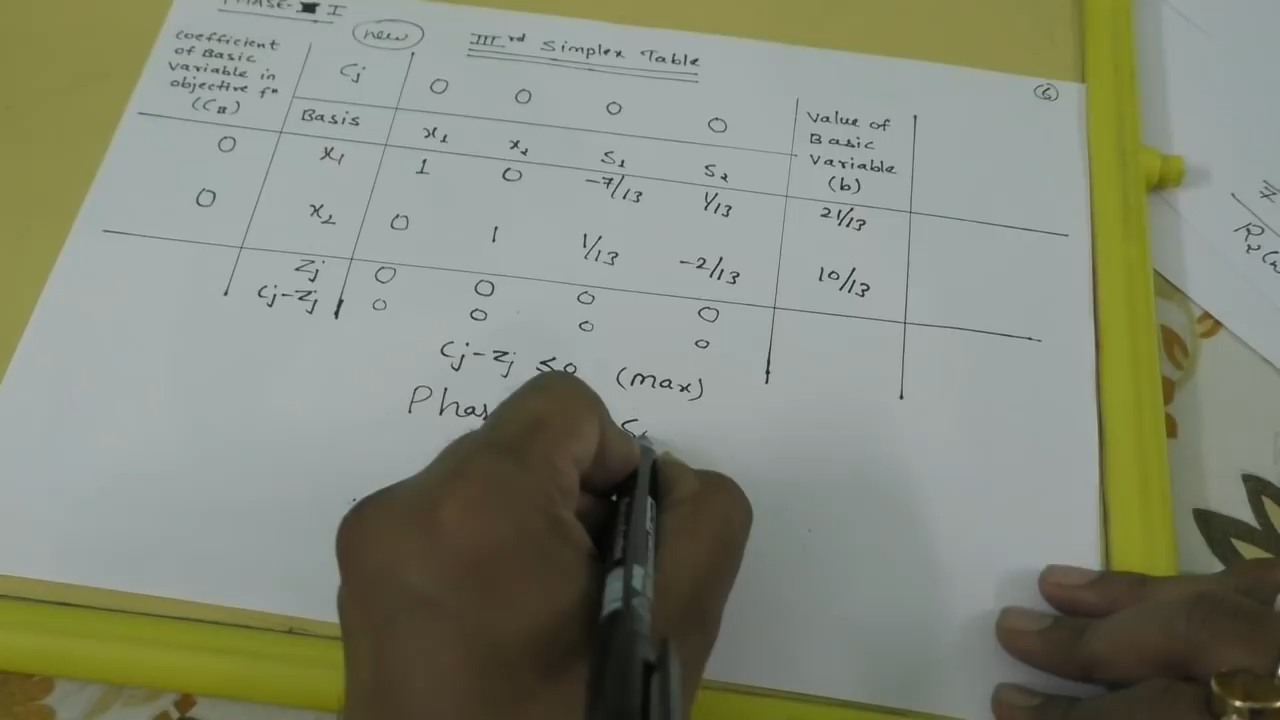 PHASE-I
new
IIIrd Simplex Table
6
coefficient of Basic variable in objective fn (CB)
Cj 0 0 0 0
Basis x1 x2 S1 S2
Value of Basic Variable (b)
0 x1 1 0 -7/13 1/13 21/13
0 x2 0 1 1/13 -2/13 10/13
Zj 0 0 0 0
Cj-Zj 0 0 0 0
Cj-Zj ≤0 (max)
Phas